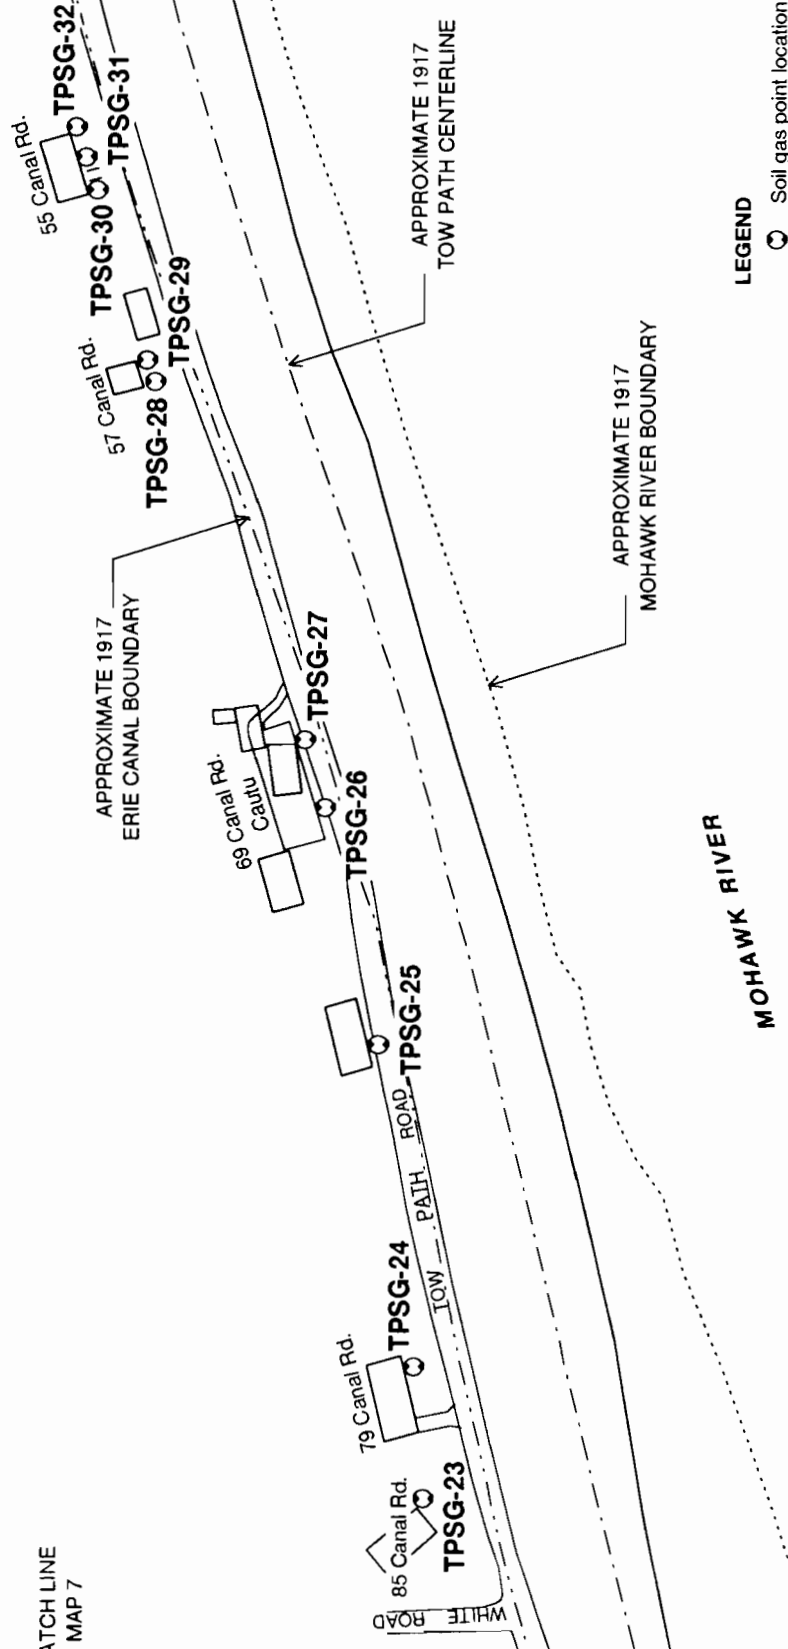 ATCH LINE
MAP 7
WHITE ROAD
85 Canal Rd.
TPSG-23
79 Canal Rd.
TPSG-24
TOW PATH ROAD
TPSG-25
69 Canal Rd.
Cautu
TPSG-26
TPSG-27
APPROXIMATE 1917
ERIE CANAL BOUNDARY
57 Canal Rd.
TPSG-28
TPSG-29
55 Canal Rd.
TPSG-30
TPSG-31
TPSG-32
APPROXIMATE 1917
TOW PATH CENTERLINE
APPROXIMATE 1917
MOHAWK RIVER BOUNDARY
MOHAWK RIVER
LEGEND
Soil gas point location